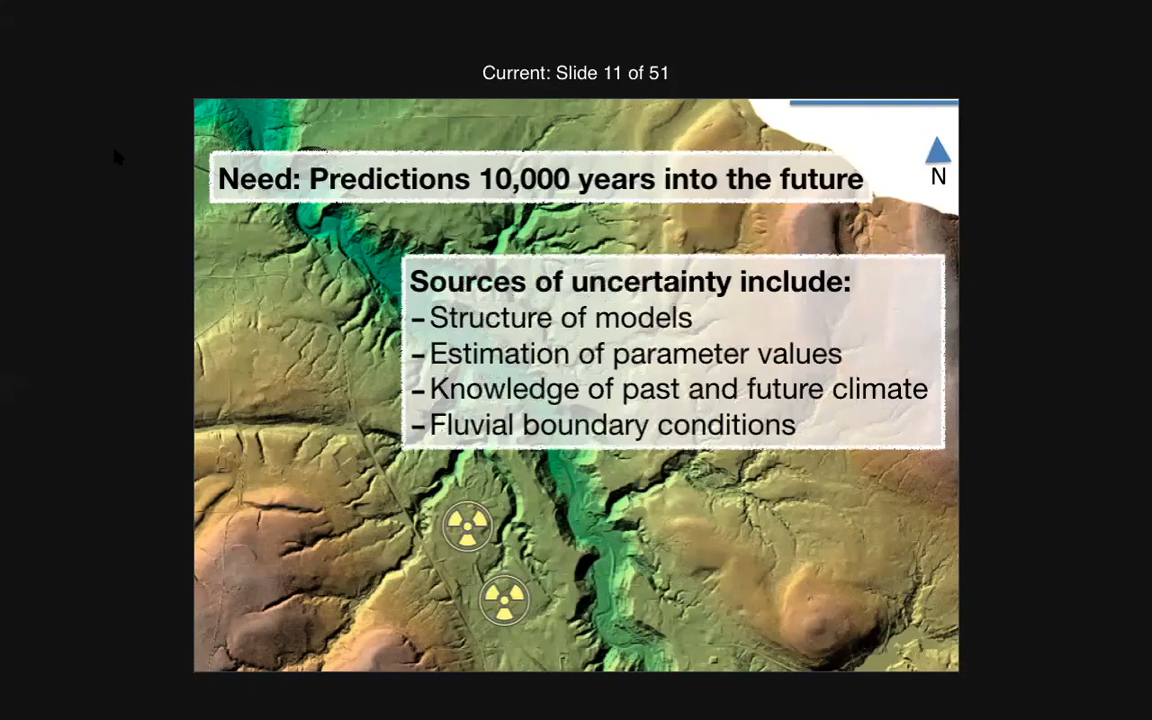 Current: Slide 11 of 51
Need: Predictions 10,000 years into the future
N
Sources of uncertainty include:
– Structure of models
– Estimation of parameter values
– Knowledge of past and future climate
– Fluvial boundary conditions